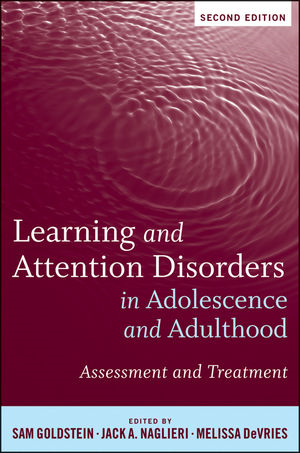 SECOND EDITION
Learning and
Attention Disorders
in Adolescence
and Adulthood
Assessment and Treatment
EDITED BY
SAM GOLDSTEIN · JACK A. NAGLIERI · MELISSA DeVRIES